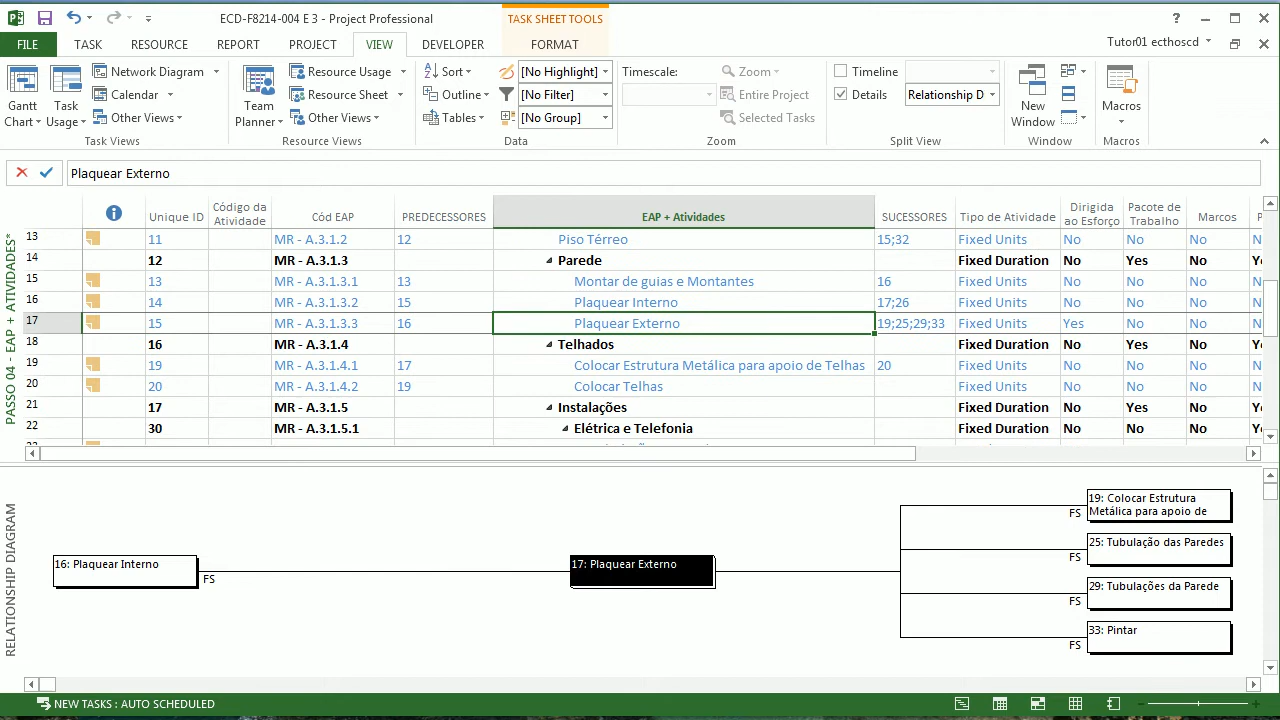 ECD-F8214-004 E 3 - Project Professional
TASK SHEET TOOLS
?
FILE TASK RESOURCE REPORT PROJECT VIEW DEVELOPER FORMAT
Tutor01 ecthoscd
Gantt Chart
Task Usage
Network Diagram
Calendar
Other Views
Task Views
Team Planner
Resource Usage
Resource Sheet
Other Views
Resource Views
Sort
Outline
Tables
[No Highlight]
[No Filter]
[No Group]
Data
Timescale:
Zoom
Entire Project
Selected Tasks
Zoom
Timeline
Details
Relationship D
Split View
New Window
Window
Macros
Macros
Plaquear Externo
PASSO 04 - EAP + ATIVIDADES*
Unique ID Código da Atividade Cód EAP PREDECESSORES EAP + Atividades SUCESSORES Tipo de Atividade Dirigida ao Esforço Pacote de Trabalho Marcos P
13 11 MR - A.3.1.2 12 Piso Térreo 15;32 Fixed Units No No No N
14 12 MR - A.3.1.3 Parede Fixed Duration No Yes No Y
15 13 MR - A.3.1.3.1 13 Montar de guias e Montantes 16 Fixed Units No No No N
16 14 MR - A.3.1.3.2 15 Plaquear Interno 17;26 Fixed Units No No No N
17 15 MR - A.3.1.3.3 16 Plaquear Externo 19;25;29;33 Fixed Units Yes No No N
18 16 MR - A.3.1.4 Telhados Fixed Duration No Yes No Y
19 19 MR - A.3.1.4.1 17 Colocar Estrutura Metálica para apoio de Telhas 20 Fixed Units No No No N
20 20 MR - A.3.1.4.2 19 Colocar Telhas Fixed Units No No No N
21 17 MR - A.3.1.5 Instalações Fixed Duration No Yes No Y
22 30 MR - A.3.1.5.1 Elétrica e Telefonia Fixed Duration No Yes No Y
RELATIONSHIP DIAGRAM
16: Plaquear Interno
FS
17: Plaquear Externo
19: Colocar Estrutura
Metálica para apoio de
FS
25: Tubulação das Paredes
FS
29: Tubulações da Parede
FS
33: Pintar
FS
NEW TASKS : AUTO SCHEDULED